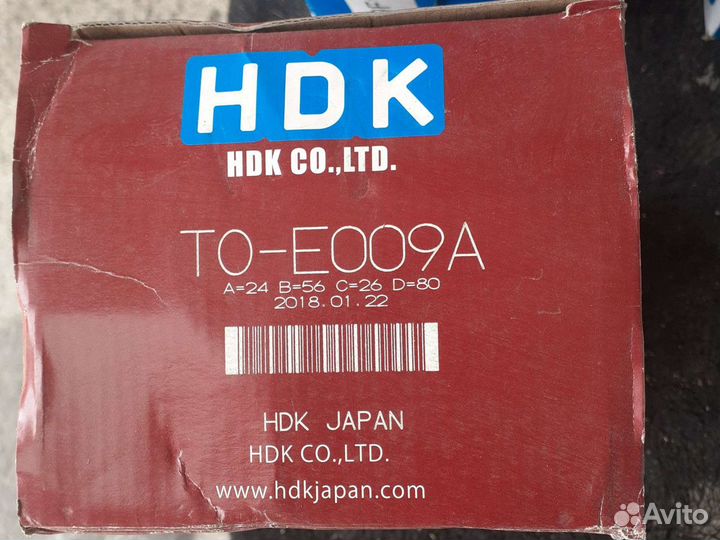 HDK
HDK CO.,LTD.
TO-E009A
A=24 B=56 C=26 D=80
2018.01.22
HDK JAPAN
HDK CO.,LTD.
www.hdkjapan.com
Avito